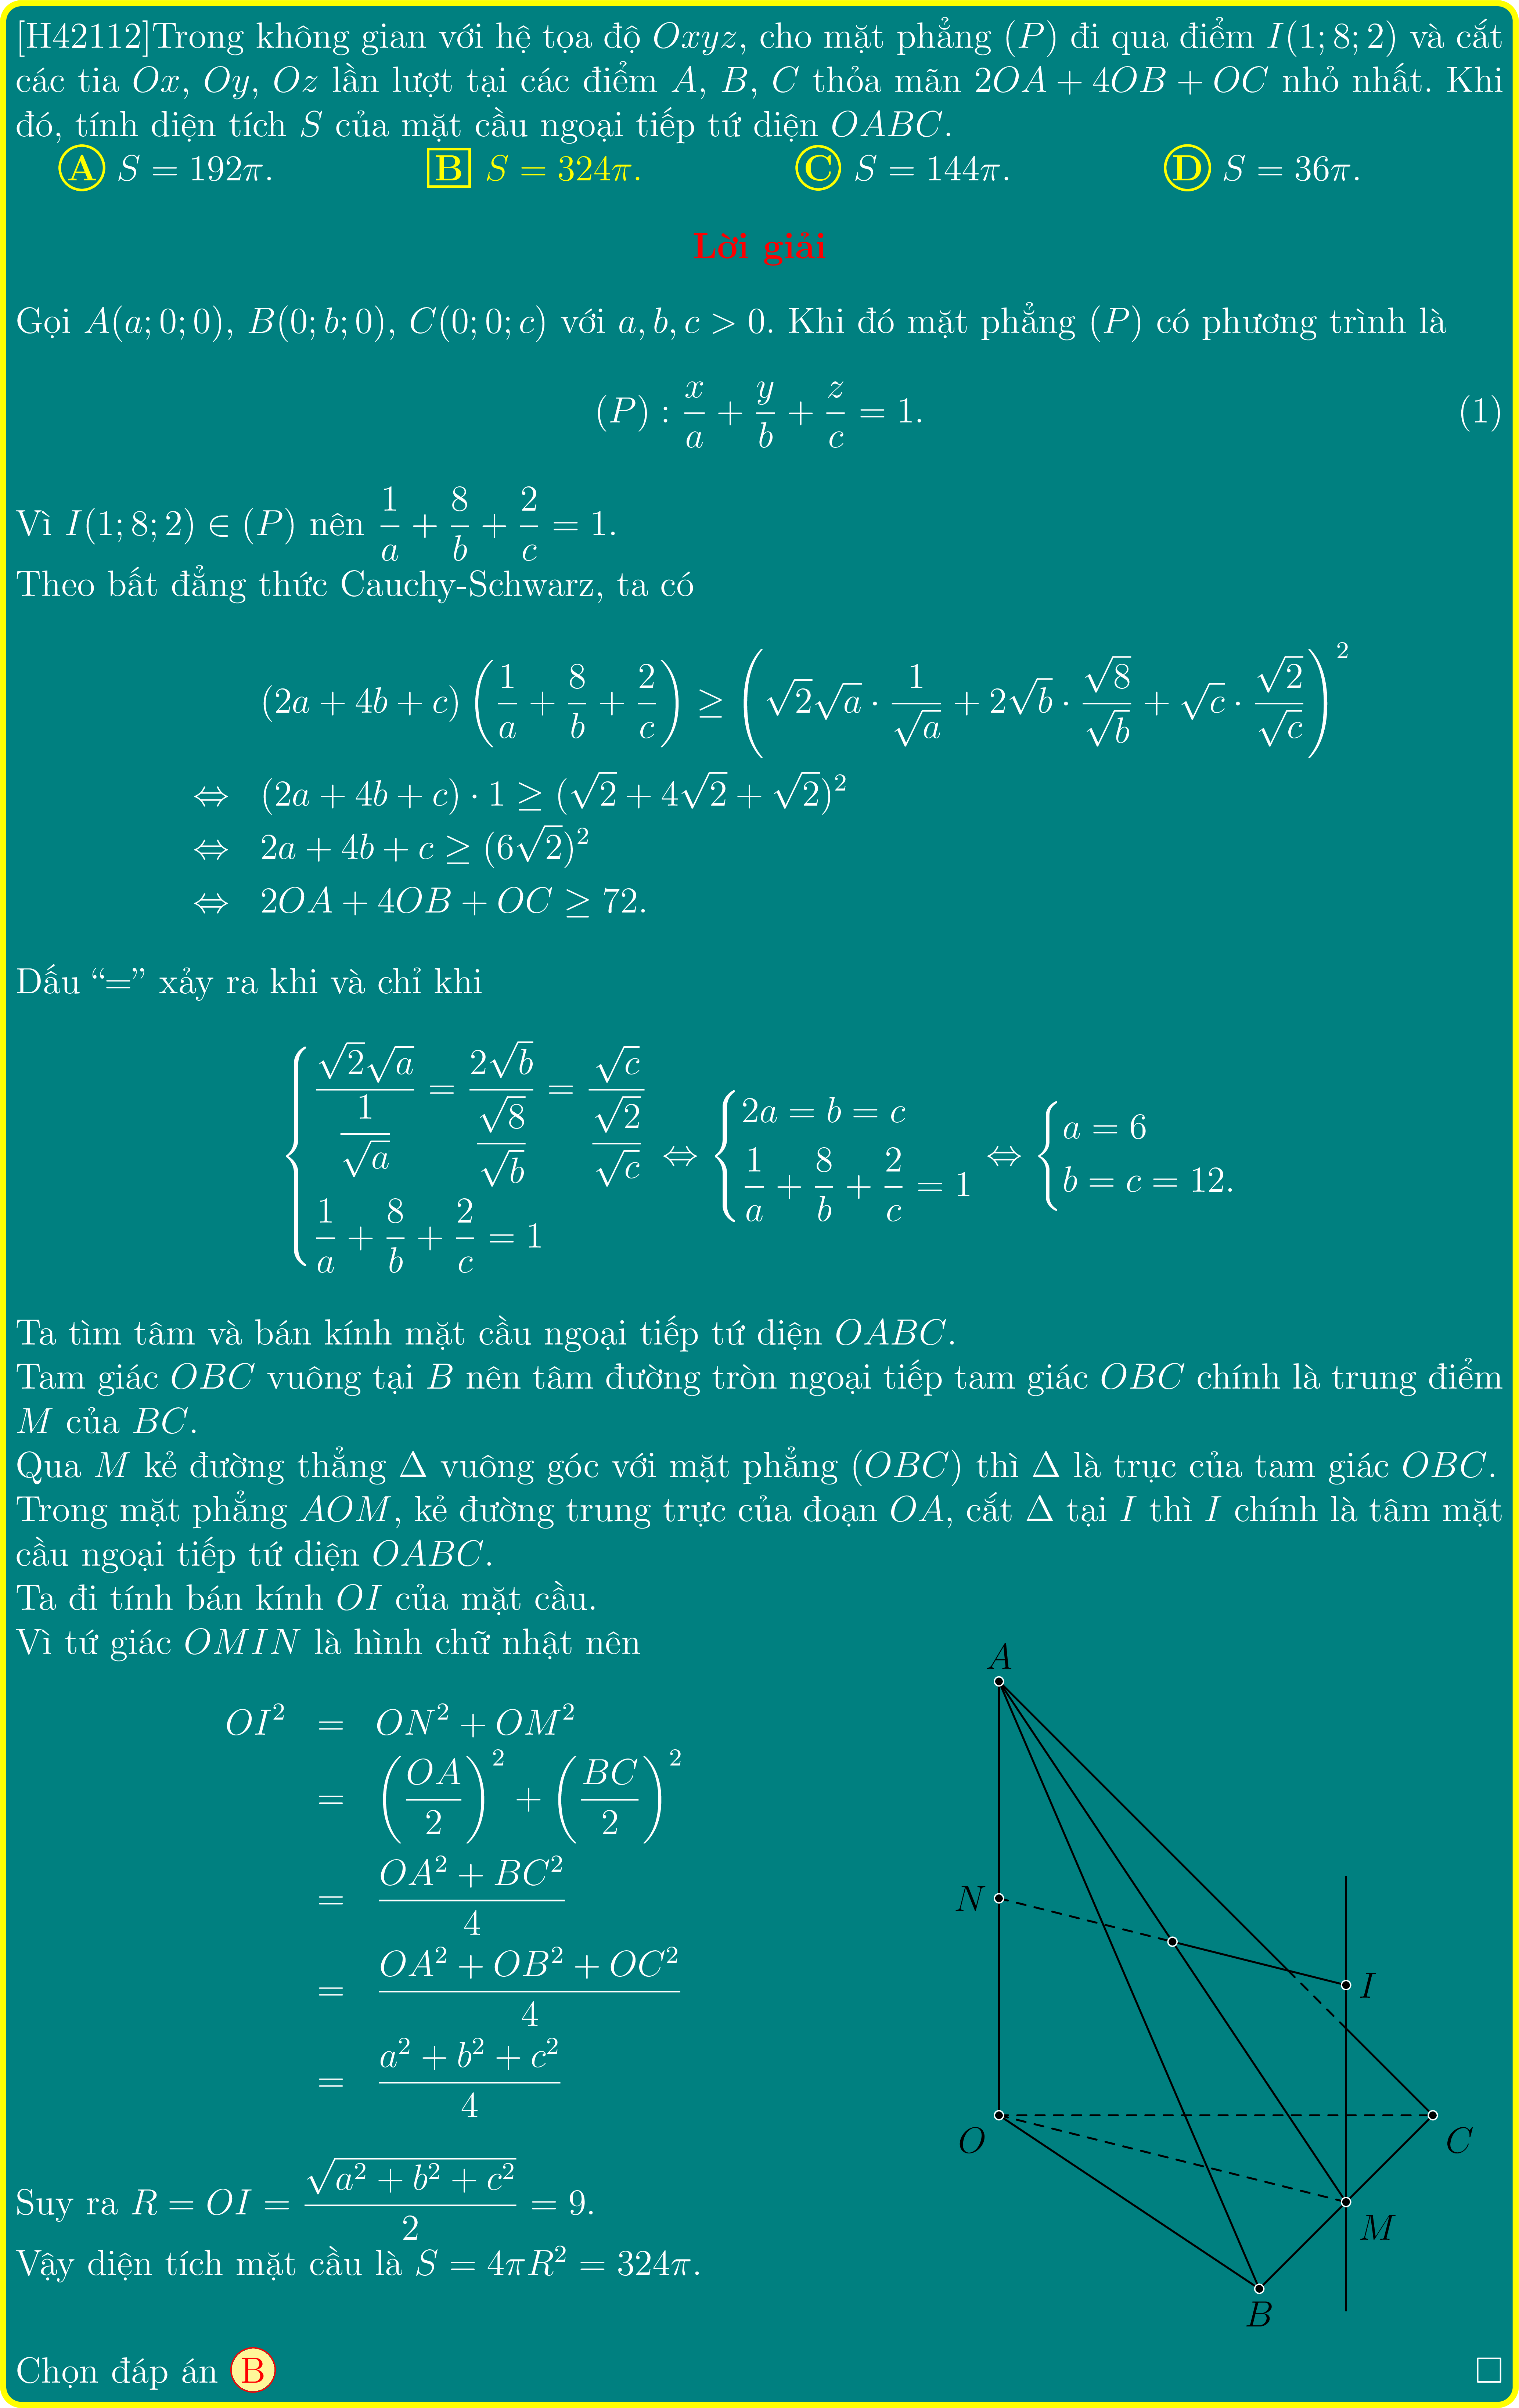 [H42112]Trong không gian với hệ tọa độ Oxyz, cho mặt phẳng (P) đi qua điểm I(1; 8; 2) và cắt
các tia Ox, Oy, Oz lần lượt tại các điểm A, B, C thỏa mãn 2OA + 4OB + OC nhỏ nhất. Khi
đó, tính diện tích S của mặt cầu ngoại tiếp tứ diện OABC.
A S = 192π. B S = 324π. C S = 144π. D S = 36π.
Lời giải
Gọi A(a; 0; 0), B(0; b; 0), C(0; 0; c) với a, b, c > 0. Khi đó mặt phẳng (P) có phương trình là
(P) : x/a + y/b + z/c = 1. (1)
Vì I(1; 8; 2) ∈ (P) nên 1/a + 8/b + 2/c = 1.
Theo bất đẳng thức Cauchy-Schwarz, ta có
(2a + 4b + c) (1/a + 8/b + 2/c) ≥ (√2√a · 1/√a + 2√b · √8/√b + √c · √2/√c)²
⇔ (2a + 4b + c) · 1 ≥ (√2 + 4√2 + √2)²
⇔ 2a + 4b + c ≥ (6√2)²
⇔ 2OA + 4OB + OC ≥ 72.
Dấu “=” xảy ra khi và chỉ khi
{ √2√a/(1/√a) = 2√b/(√8/√b) = √c/(√2/√c) ; 1/a + 8/b + 2/c = 1 ⇔ { 2a = b = c ; 1/a + 8/b + 2/c = 1 ⇔ { a = 6 ; b = c = 12.
Ta tìm tâm và bán kính mặt cầu ngoại tiếp tứ diện OABC.
Tam giác OBC vuông tại B nên tâm đường tròn ngoại tiếp tam giác OBC chính là trung điểm
M của BC.
Qua M kẻ đường thẳng Δ vuông góc với mặt phẳng (OBC) thì Δ là trục của tam giác OBC.
Trong mặt phẳng AOM, kẻ đường trung trực của đoạn OA, cắt Δ tại I thì I chính là tâm mặt
cầu ngoại tiếp tứ diện OABC.
Ta đi tính bán kính OI của mặt cầu.
Vì tứ giác OMIN là hình chữ nhật nên
OI² = ON² + OM²
= (OA/2)² + (BC/2)²
= (OA² + BC²)/4
= (OA² + OB² + OC²)/4
= (a² + b² + c²)/4
Suy ra R = OI = √(a² + b² + c²)/2 = 9.
Vậy diện tích mặt cầu là S = 4πR² = 324π.
A
N
I
O
C
M
B
Chọn đáp án B □